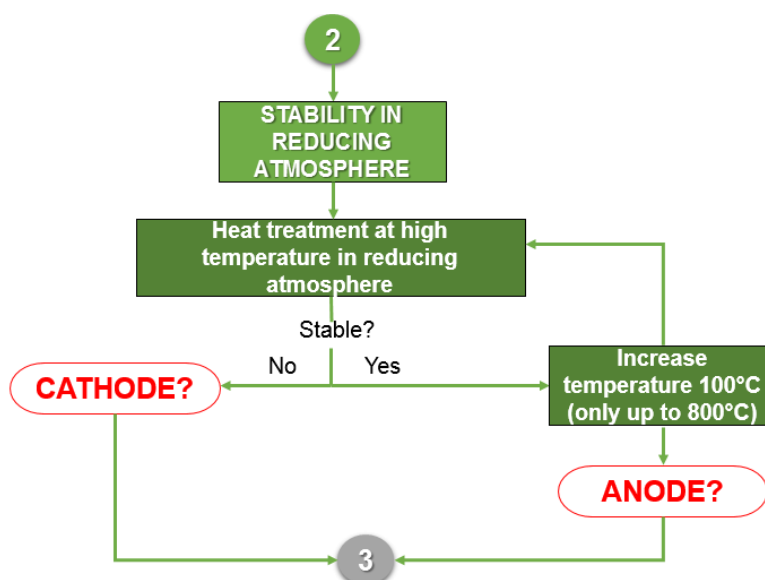 2
STABILITY IN
REDUCING
ATMOSPHERE
Heat treatment at high
temperature in reducing
atmosphere
Stable?
No
Yes
CATHODE?
Increase
temperature 100°C
(only up to 800°C)
ANODE?
3